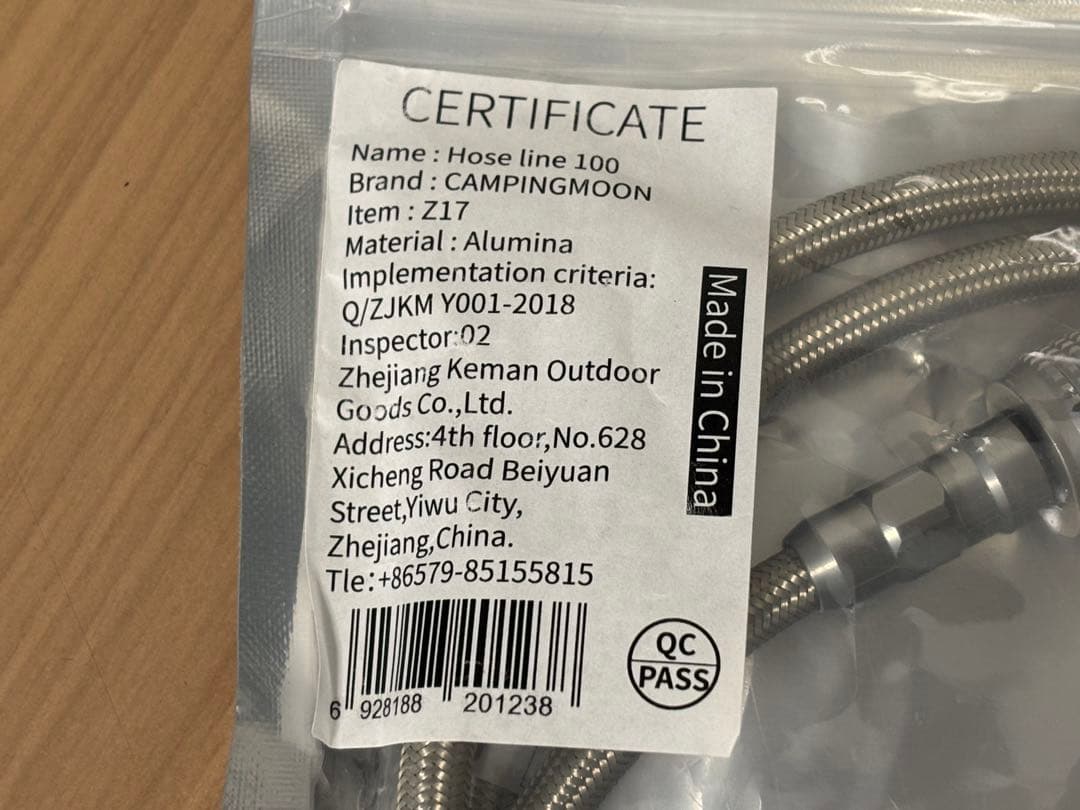 CERTIFICATE
Name : Hose line 100
Brand : CAMPINGMOON
Item : Z17
Material : Alumina
Implementation criteria:
Q/ZJKM Y001-2018
Inspector:02
Zhejiang Keman Outdoor
Goods Co.,Ltd.
Address:4th floor,No.628
Xicheng Road Beiyuan
Street,Yiwu City,
Zhejiang,China.
Tle:+86579-85155815
6 928188 201238
Made in China
QC
PASS